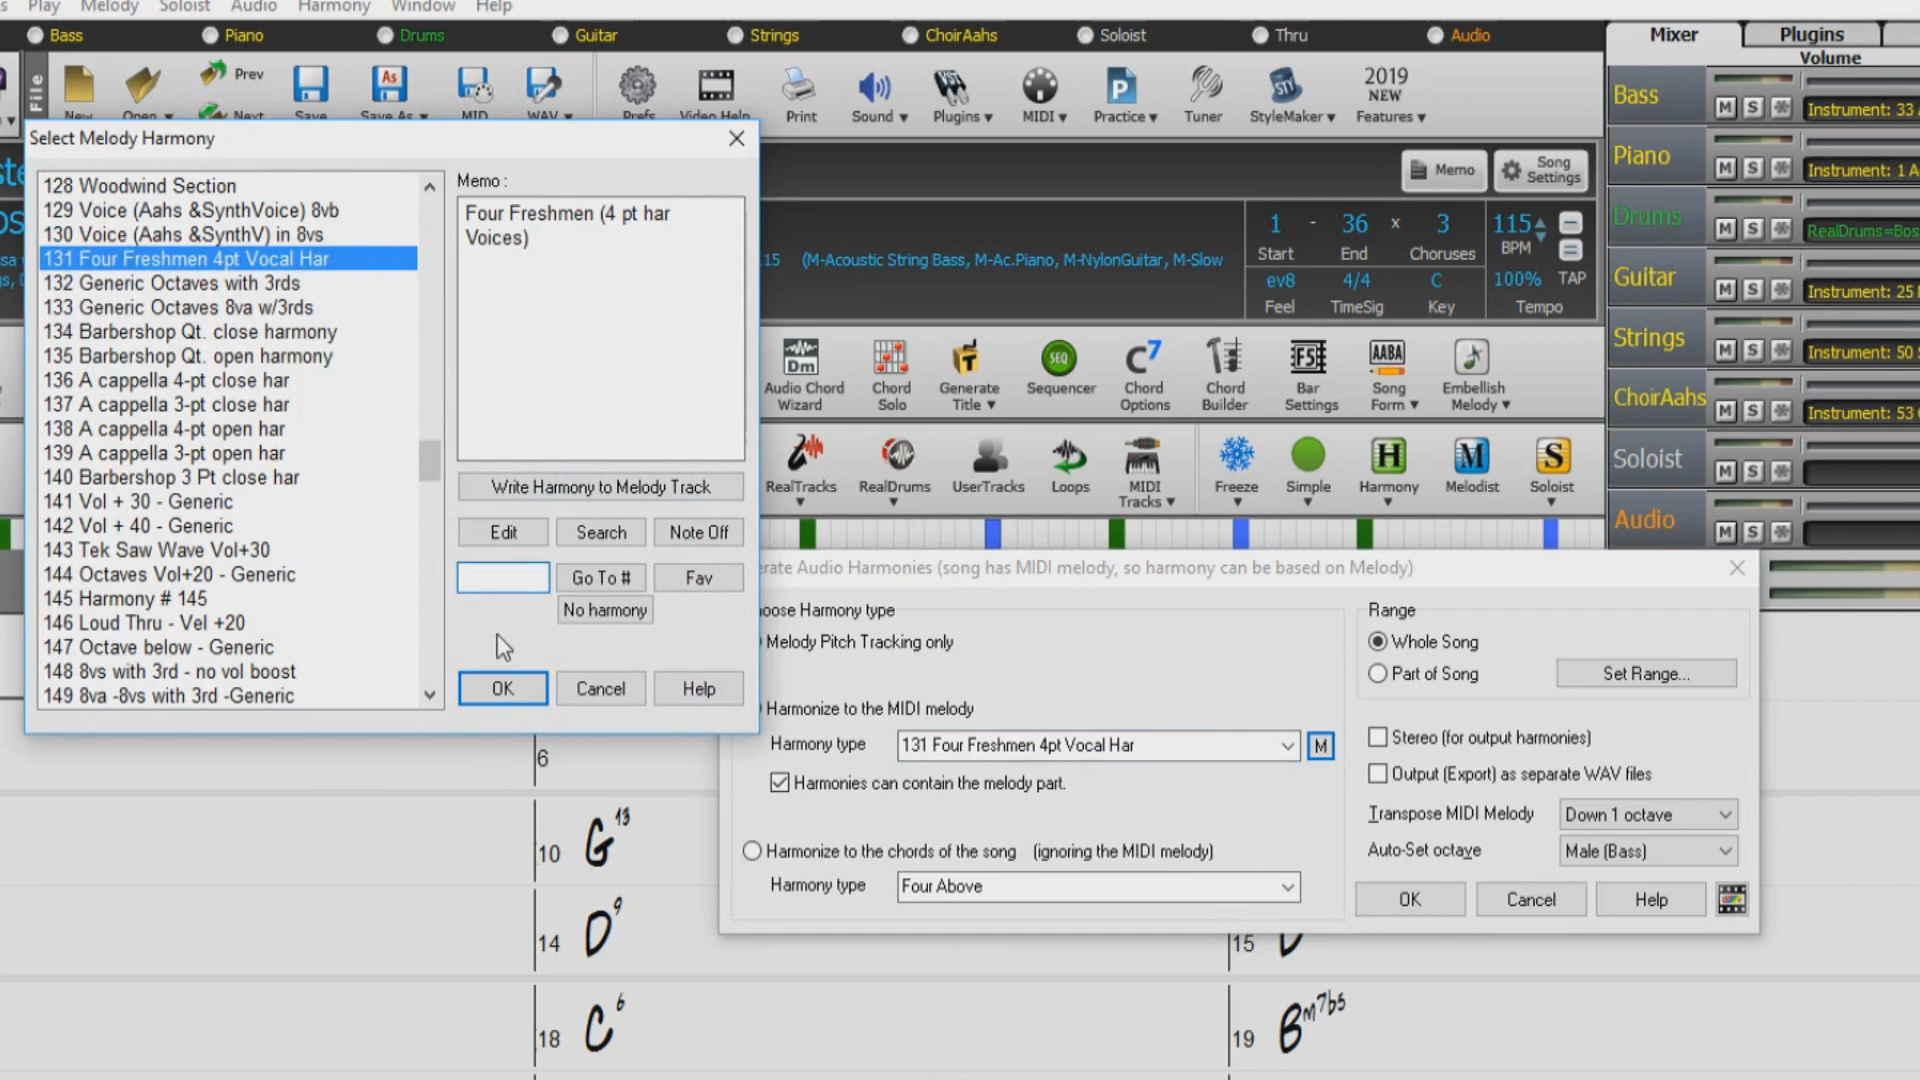 Play Melody Soloist Audio Harmony Window Help
Bass Piano Drums Guitar Strings ChoirAahs Soloist Thru Audio
Mixer Plugins
Volume
File
Prev
2019
NEW
New Open Next Save Save As MID WAV Prefs Video Help Print Sound Plugins MIDI Practice Tuner StyleMaker Features
Bass M S Instrument: 33
Piano M S Instrument: 1 A
Drums M S RealDrums=Bos
Guitar M S Instrument: 25
Strings M S Instrument: 50
ChoirAahs M S Instrument: 53
Soloist M S
Audio M S
Memo Song
Settings
1 - 36 x 3 115
Start End Choruses BPM
ev8 4/4 C 100% TAP
Feel TimeSig Key Tempo
15 (M-Acoustic String Bass, M-Ac.Piano, M-NylonGuitar, M-Slow
Audio Chord
Wizard
Chord
Solo
Generate
Title
Sequencer
Chord
Options
Chord
Builder
Bar
Settings
Song
Form
Embellish
Melody
RealTracks RealDrums UserTracks Loops MIDI
Tracks
Freeze Simple Harmony Melodist Soloist
Select Melody Harmony
128 Woodwind Section
129 Voice (Aahs &SynthVoice) 8vb
130 Voice (Aahs &SynthV) in 8vs
131 Four Freshmen 4pt Vocal Har
132 Generic Octaves with 3rds
133 Generic Octaves 8va w/3rds
134 Barbershop Qt. close harmony
135 Barbershop Qt. open harmony
136 A cappella 4-pt close har
137 A cappella 3-pt close har
138 A cappella 4-pt open har
139 A cappella 3-pt open har
140 Barbershop 3 Pt close har
141 Vol + 30 - Generic
142 Vol + 40 - Generic
143 Tek Saw Wave Vol+30
144 Octaves Vol+20 - Generic
145 Harmony # 145
146 Loud Thru - Vel +20
147 Octave below - Generic
148 8vs with 3rd - no vol boost
149 8va -8vs with 3rd -Generic
Memo :
Four Freshmen (4 pt har
Voices)
Write Harmony to Melody Track
Edit Search Note Off
Go To # Fav
No harmony
OK Cancel Help
Audio Harmonies (song has MIDI melody, so harmony can be based on Melody)
Harmony type
Melody Pitch Tracking only
Harmonize to the MIDI melody
Harmony type 131 Four Freshmen 4pt Vocal Har M
Harmonies can contain the melody part.
Harmonize to the chords of the song (ignoring the MIDI melody)
Harmony type Four Above
Range
Whole Song
Part of Song Set Range...
Stereo (for output harmonies)
Output (Export) as separate WAV files
Transpose MIDI Melody Down 1 octave
Auto-Set octave Male (Bass)
OK Cancel Help
6
10 G13
14 D9
15 D
18 C6
19 Bm7b5